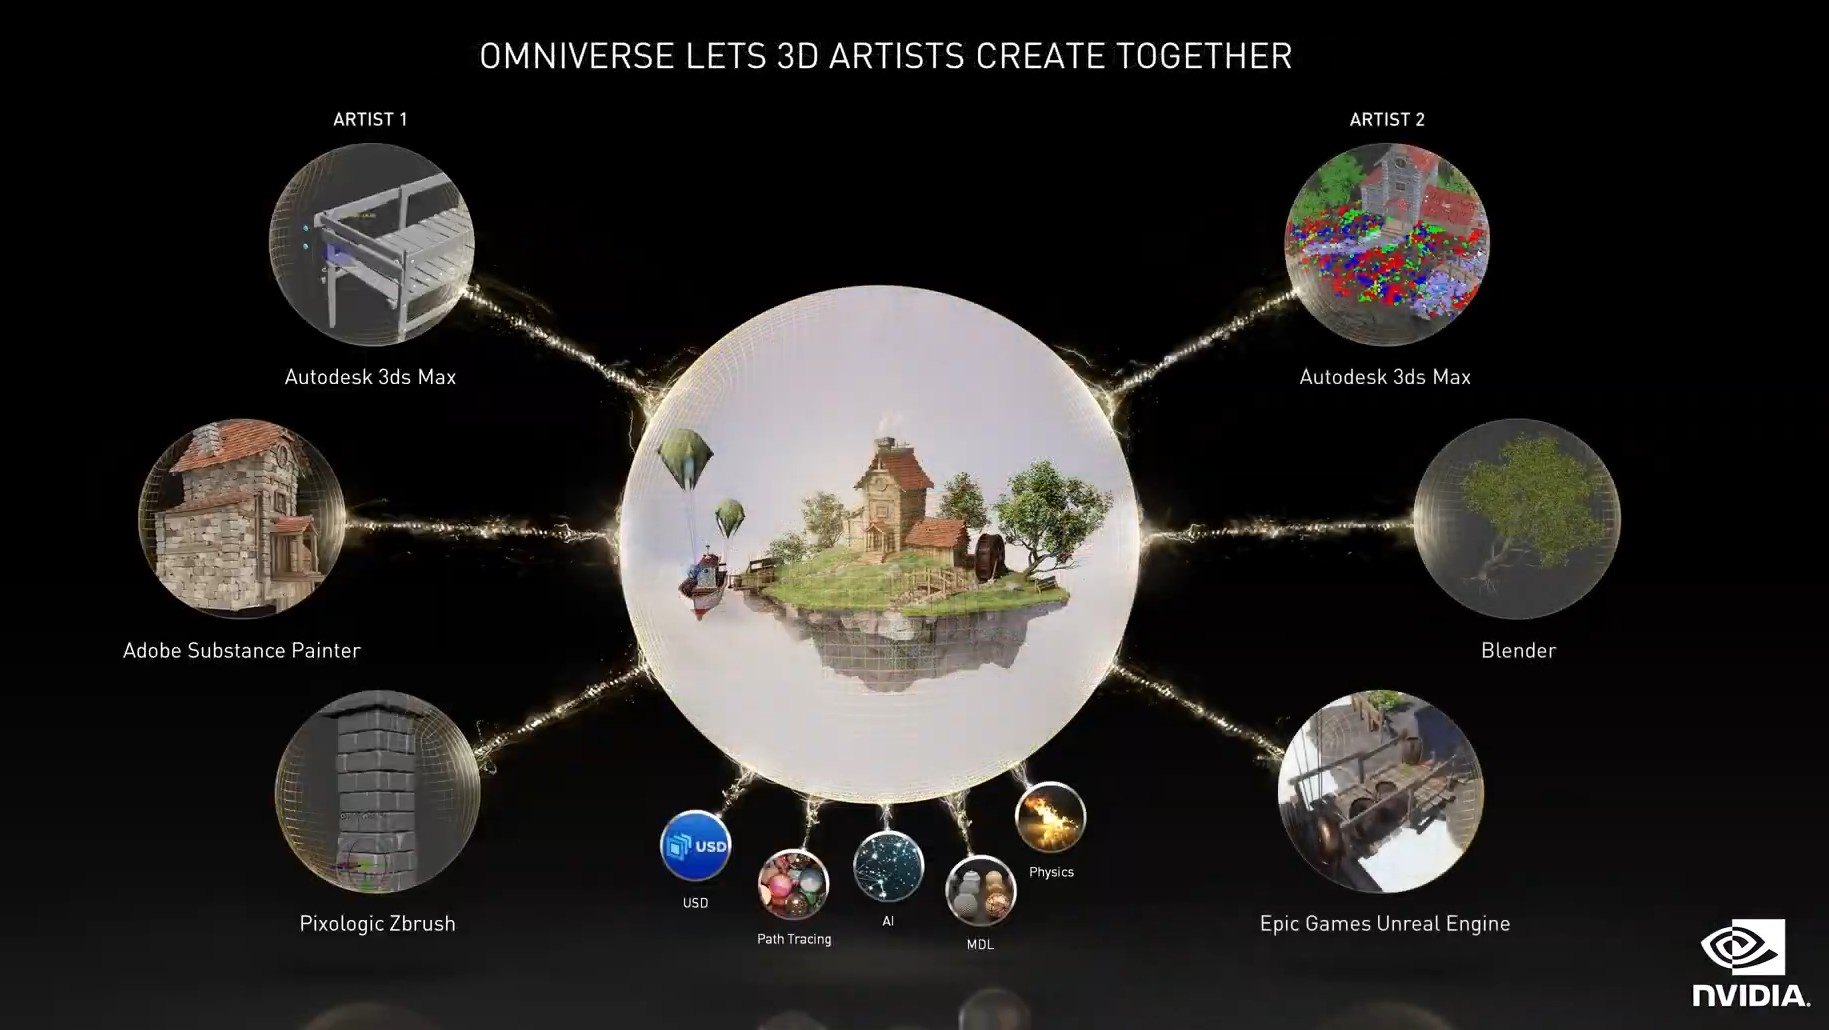 OMNIVERSE LETS 3D ARTISTS CREATE TOGETHER
ARTIST 1
ARTIST 2
Autodesk 3ds Max
Autodesk 3ds Max
Adobe Substance Painter
Blender
Pixologic Zbrush
Epic Games Unreal Engine
USD
USD
Path Tracing
AI
MDL
Physics
NVIDIA.